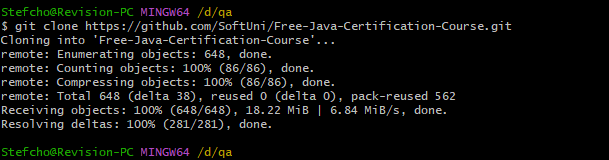 Stefcho@Revision-PC MINGW64 /d/qa
$ git clone https://github.com/SoftUni/Free-Java-Certification-Course.git
Cloning into 'Free-Java-Certification-Course'...
remote: Enumerating objects: 648, done.
remote: Counting objects: 100% (86/86), done.
remote: Compressing objects: 100% (86/86), done.
remote: Total 648 (delta 38), reused 0 (delta 0), pack-reused 562
Receiving objects: 100% (648/648), 18.22 MiB | 6.84 MiB/s, done.
Resolving deltas: 100% (281/281), done.
Stefcho@Revision-PC MINGW64 /d/qa